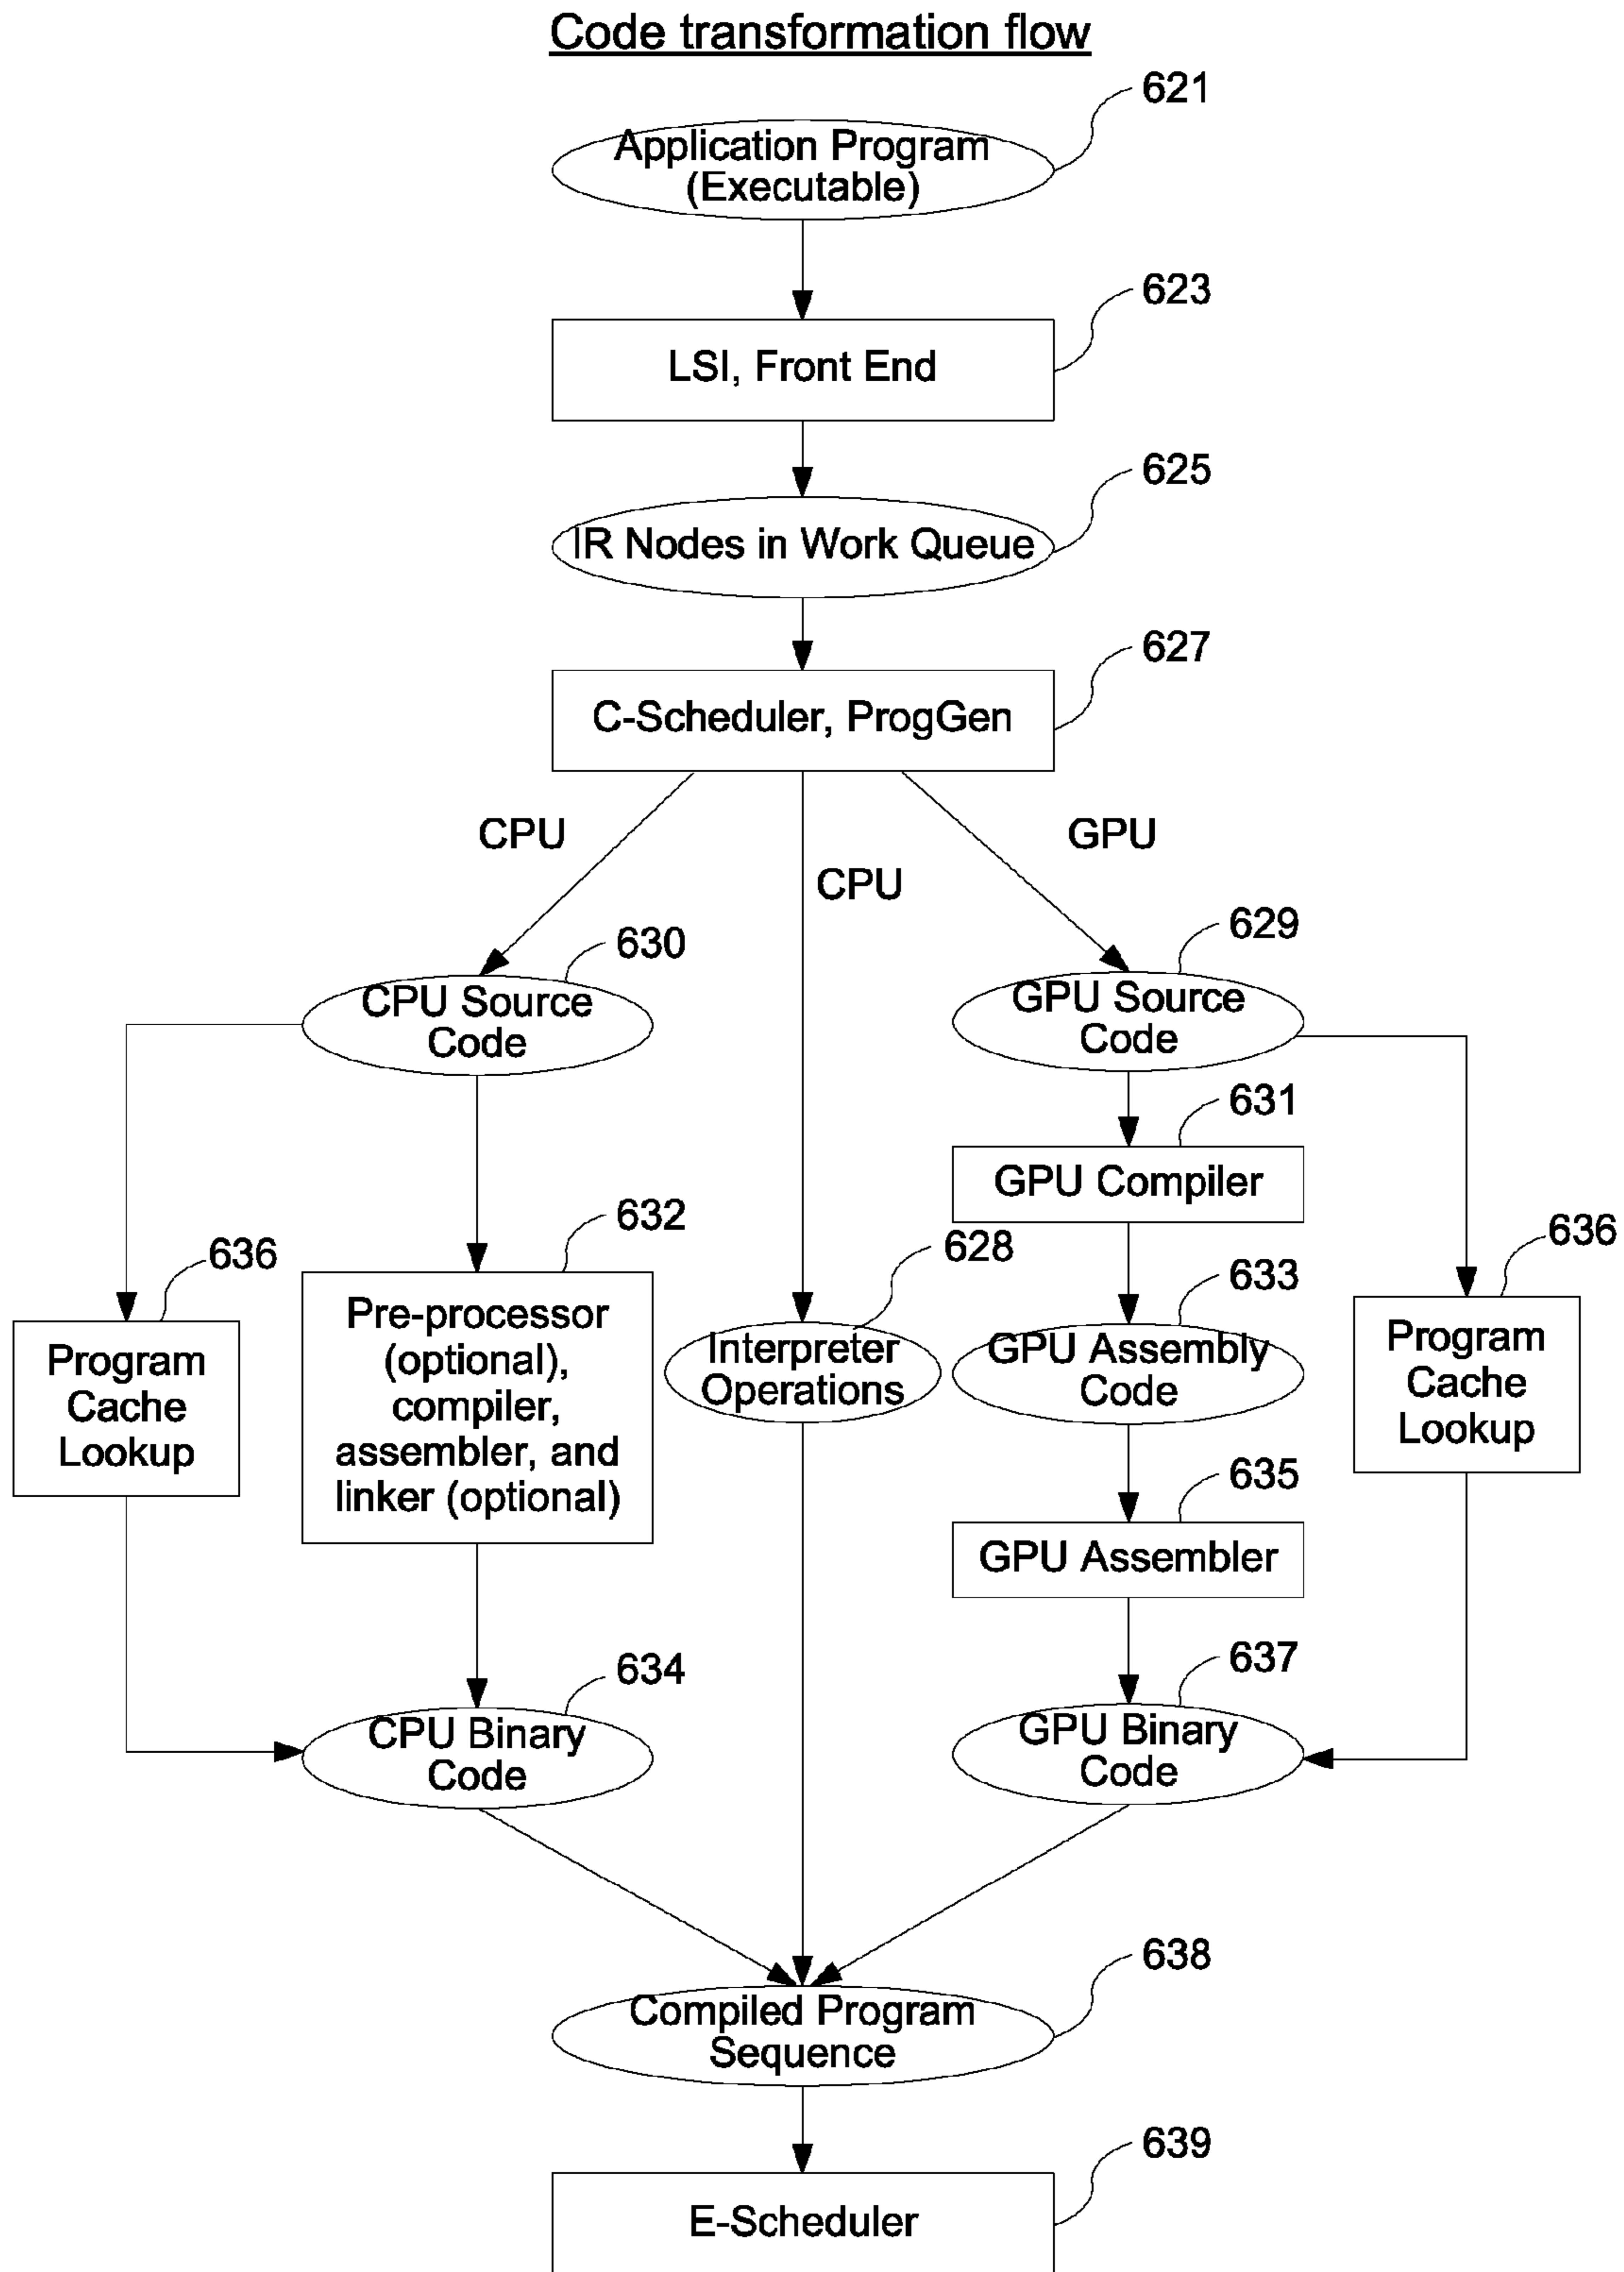 Code transformation flow
621
Application Program
(Executable)
623
LSI, Front End
625
IR Nodes in Work Queue
627
C-Scheduler, ProgGen
CPU
CPU
GPU
630
CPU Source
Code
629
GPU Source
Code
631
GPU Compiler
636
Program
Cache
Lookup
632
Pre-processor
(optional),
compiler,
assembler, and
linker (optional)
628
Interpreter
Operations
633
GPU Assembly
Code
636
Program
Cache
Lookup
635
GPU Assembler
634
CPU Binary
Code
637
GPU Binary
Code
638
Compiled Program
Sequence
639
E-Scheduler